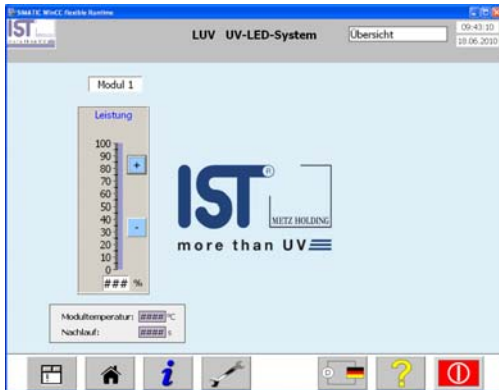 SIMATIC WinCC flexible Runtime
IST
LUV UV-LED-System
Übersicht
09:43:10
18.06.2010
Modul 1
Leistung
100
90
80
70
60
50
40
30
20
10
0
+
-
### %
IST®
METZ HOLDING
more than UV
Modultemperatur: #### °C
Nachlauf: #### s
i
?